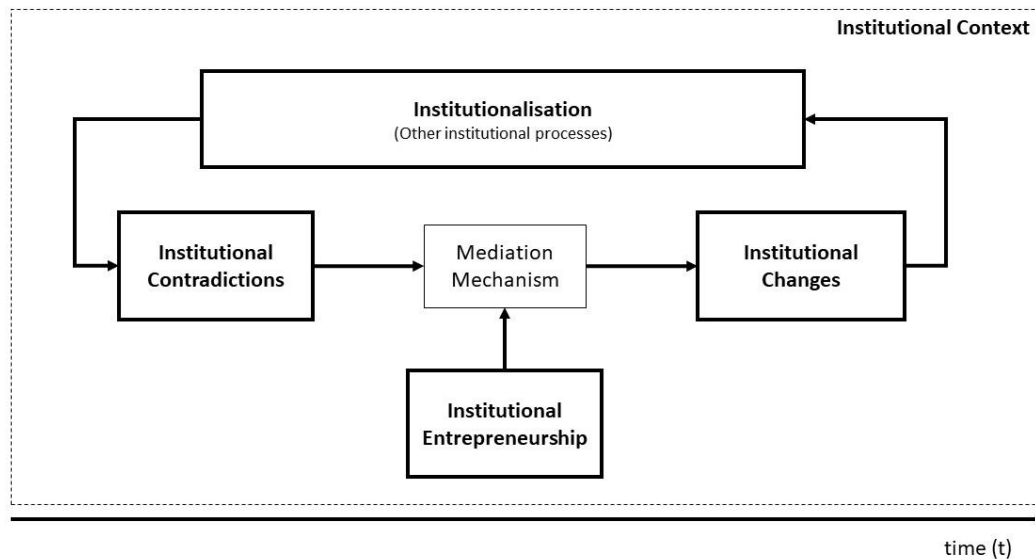 Institutional Context
Institutionalisation
(Other institutional processes)
Institutional
Contradictions
Mediation
Mechanism
Institutional
Changes
Institutional
Entrepreneurship
time (t)